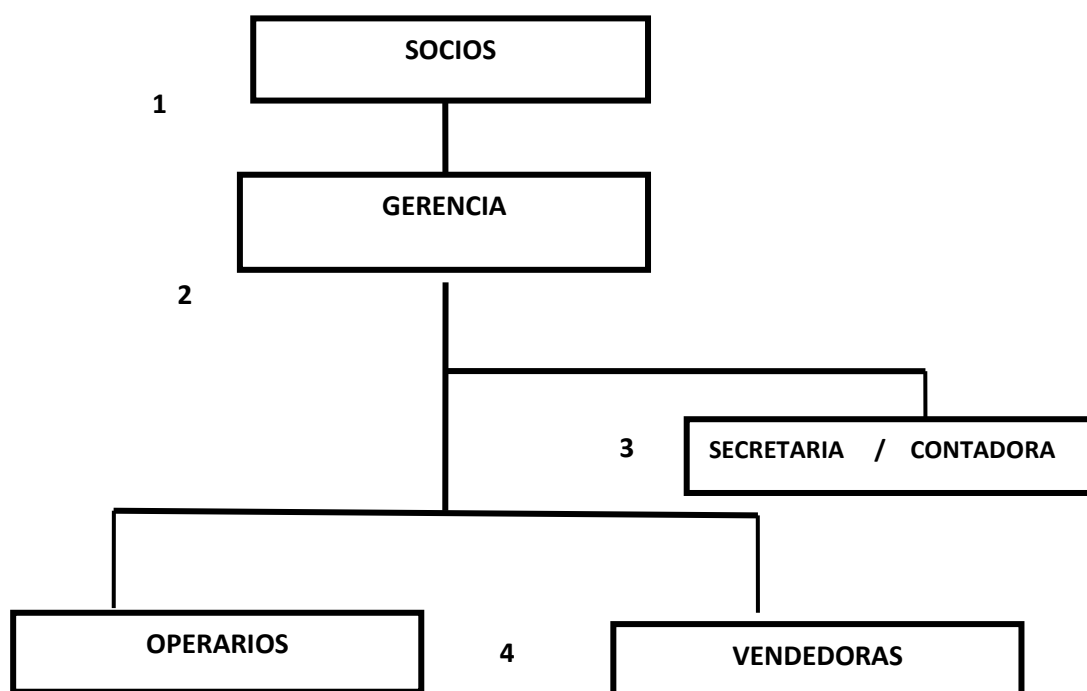 SOCIOS
1
GERENCIA
2
3
SECRETARIA / CONTADORA
OPERARIOS
4
VENDEDORAS